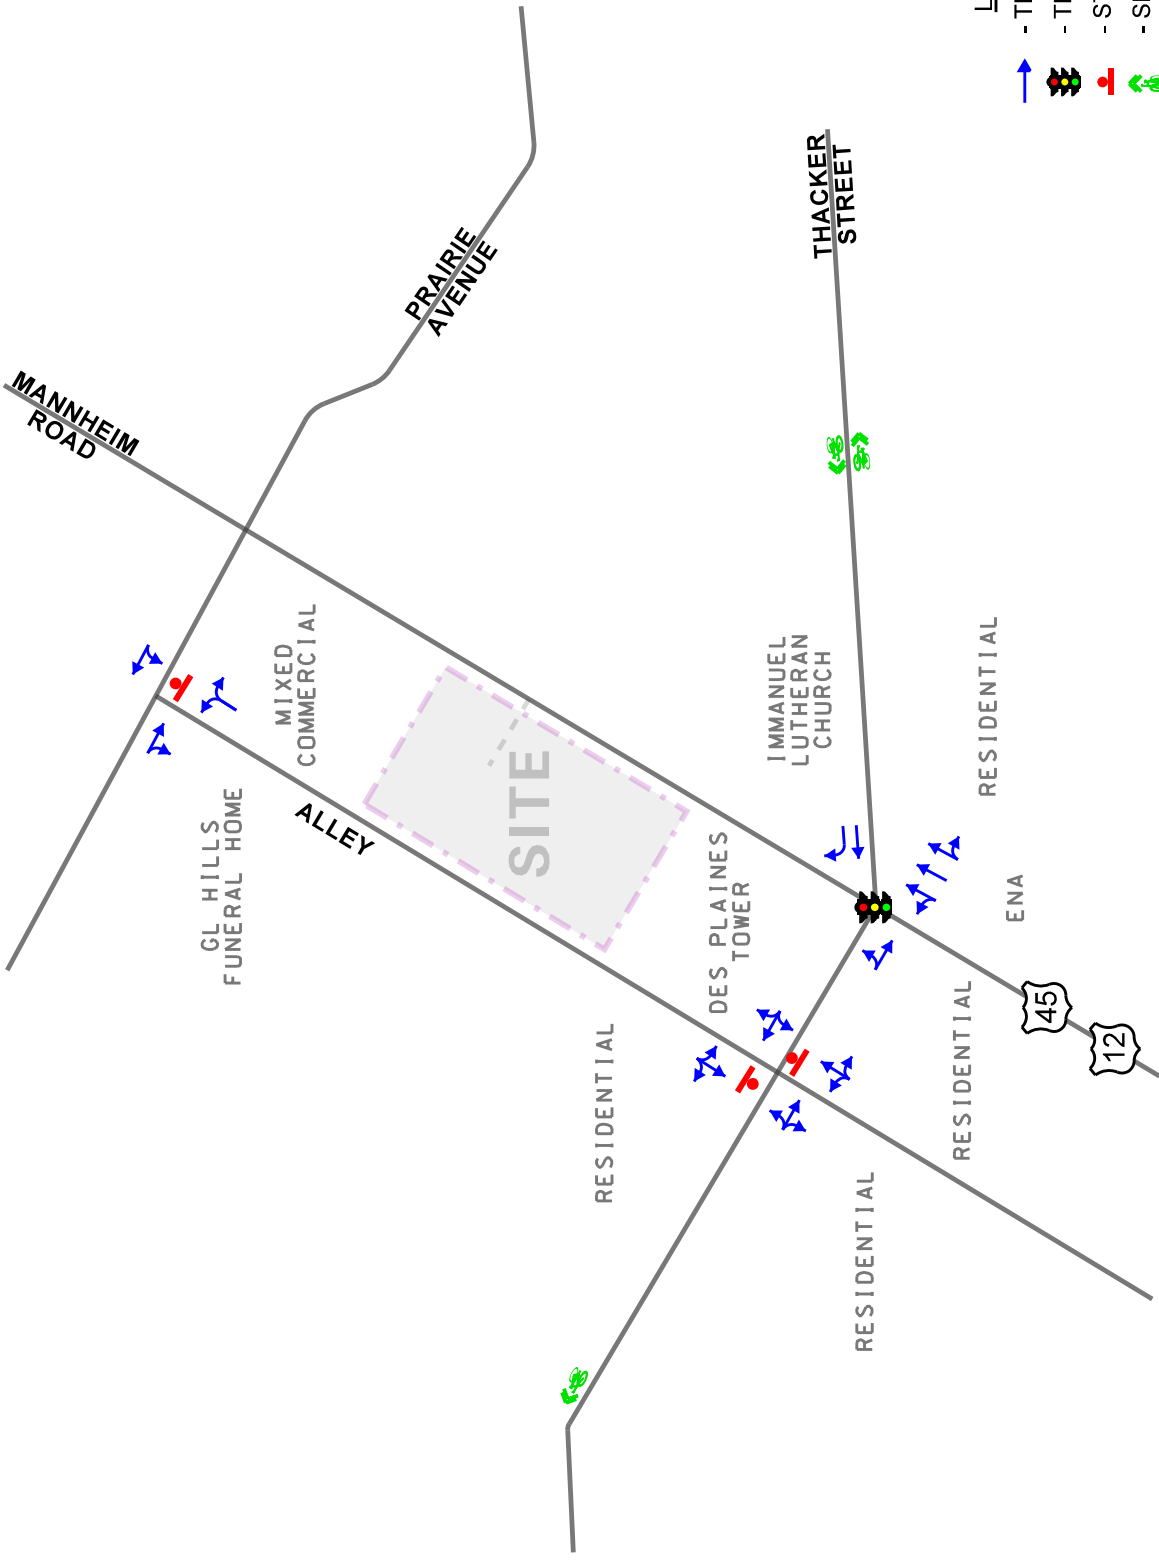 MANNHEIM
ROAD
PRAIRIE
AVENUE
THACKER
STREET
MIXED
COMMERCIAL
GL HILLS
FUNERAL HOME
ALLEY
SITE
IMMANUEL
LUTHERAN
CHURCH
RESIDENTIAL
DES PLAINES
TOWER
ENA
RESIDENTIAL
RESIDENTIAL
RESIDENTIAL
45
12